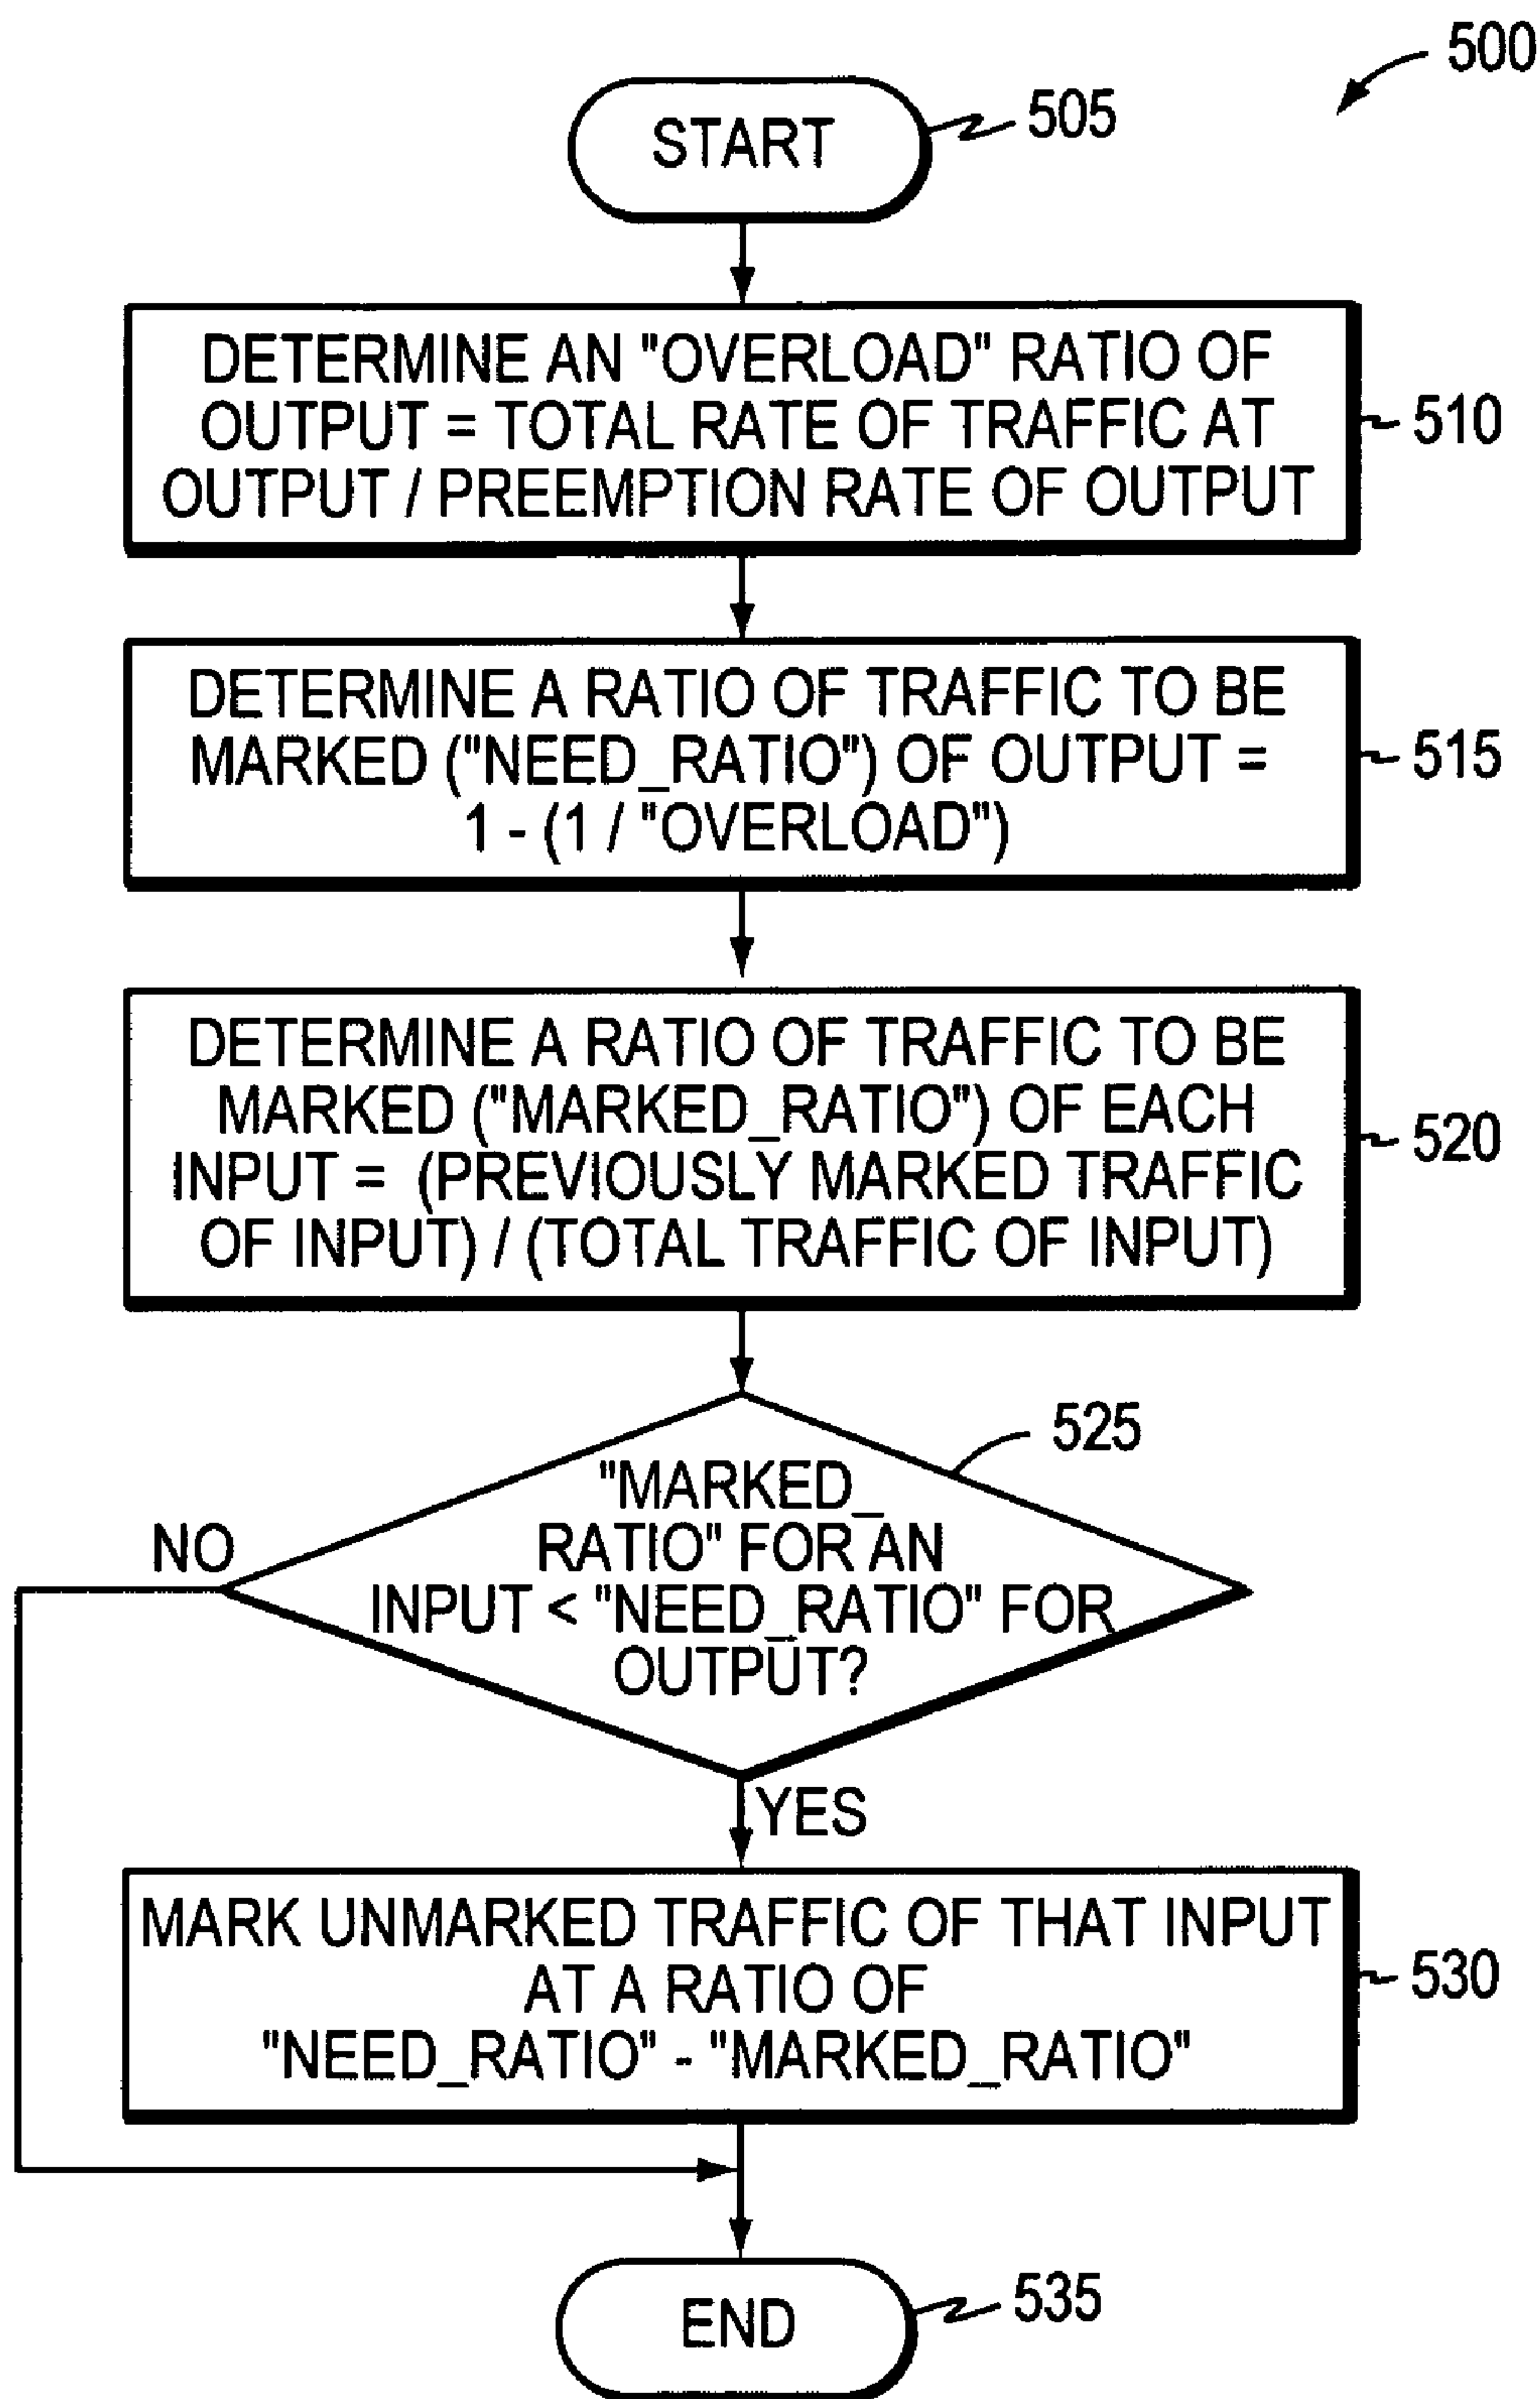 500
START
505
DETERMINE AN "OVERLOAD" RATIO OF
OUTPUT = TOTAL RATE OF TRAFFIC AT
OUTPUT / PREEMPTION RATE OF OUTPUT
510
DETERMINE A RATIO OF TRAFFIC TO BE
MARKED ("NEED_RATIO") OF OUTPUT =
1 - (1 / "OVERLOAD")
515
DETERMINE A RATIO OF TRAFFIC TO BE
MARKED ("MARKED_RATIO") OF EACH
INPUT = (PREVIOUSLY MARKED TRAFFIC
OF INPUT) / (TOTAL TRAFFIC OF INPUT)
520
525
"MARKED_
RATIO" FOR AN
INPUT < "NEED_RATIO" FOR
OUTPUT?
NO
YES
MARK UNMARKED TRAFFIC OF THAT INPUT
AT A RATIO OF
"NEED_RATIO" - "MARKED_RATIO"
530
END
535